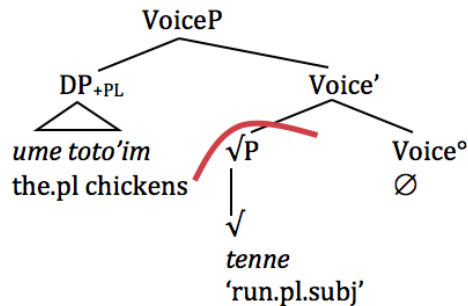 VoiceP
DP+PL Voice’
ume toto’im √P Voice°
the.pl chickens ∅
√
tenne
‘run.pl.subj’